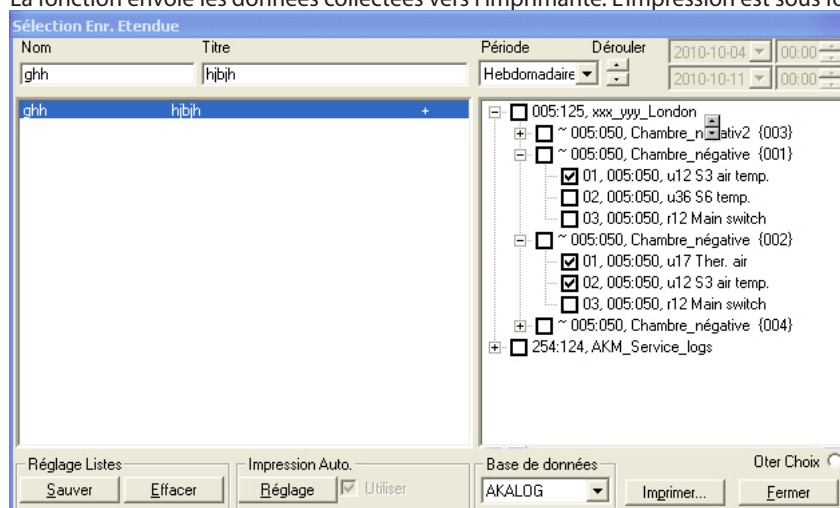 La fonction envoie les données collectées vers l'imprimante. L'impression est sous
Sélection Enr. Etendue
Nom Titre Période Dérouler 2010-10-04 00:00
ghh hjbjh Hebdomadaire 2010-10-11 00:00
ghh hjbjh +
005:125, xxx_yyy_London
~ 005:050, Chambre_n ativ2 {003}
~ 005:050, Chambre_négative {001}
01, 005:050, u12 S3 air temp.
02, 005:050, u36 S6 temp.
03, 005:050, r12 Main switch
~ 005:050, Chambre_négative {002}
01, 005:050, u17 Ther. air
02, 005:050, u12 S3 air temp.
03, 005:050, r12 Main switch
~ 005:050, Chambre_négative {004}
254:124, AKM_Service_logs
Réglage Listes Impression Auto. Base de données Oter Choix
Sauver Effacer Réglage Utiliser AKALOG Imprimer... Fermer